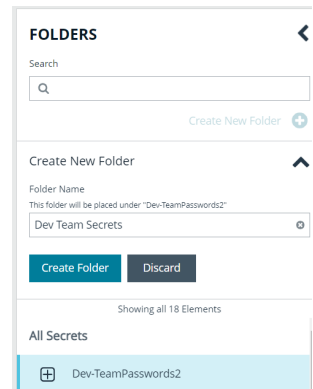 FOLDERS
Search
Create New Folder
Create New Folder
Folder Name
This folder will be placed under "Dev-TeamPasswords2"
Dev Team Secrets
Create Folder Discard
Showing all 18 Elements
All Secrets
Dev-TeamPasswords2